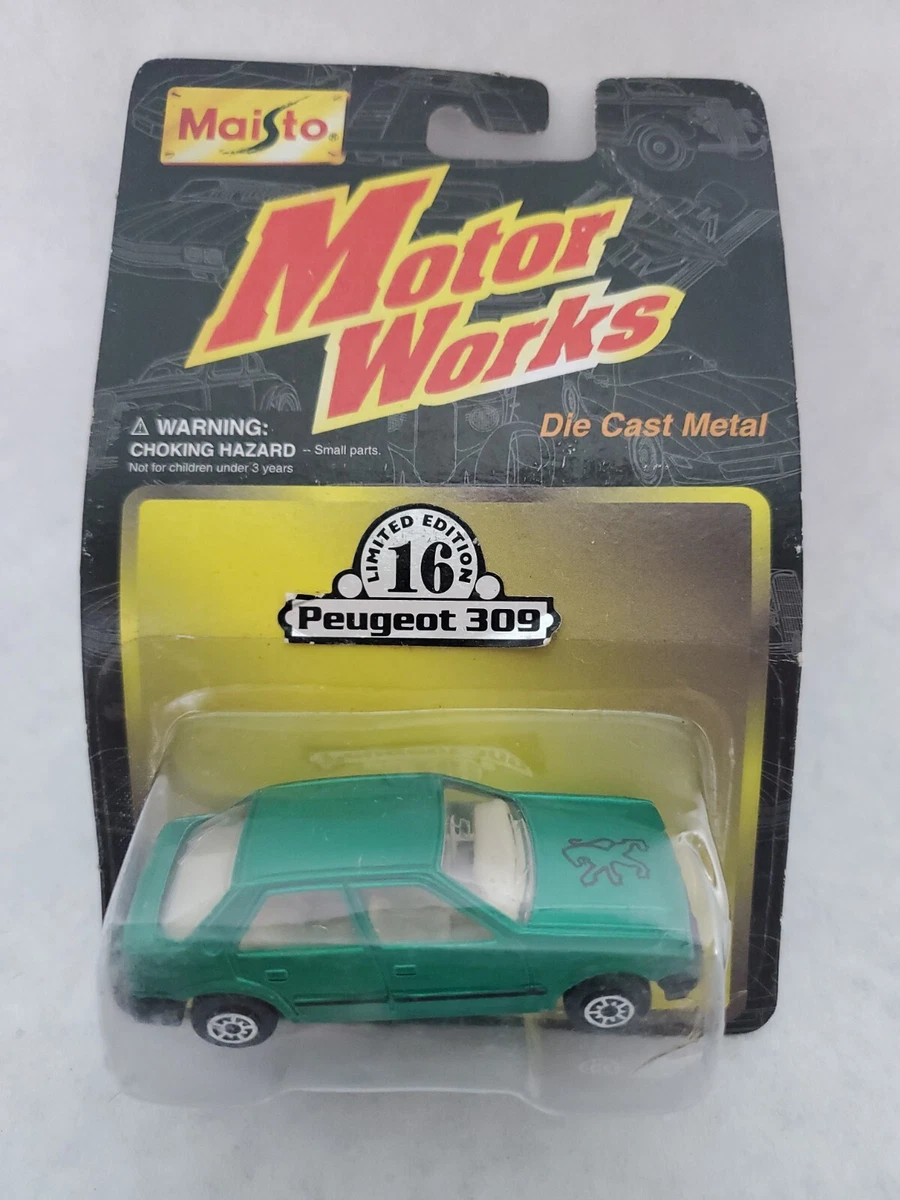 Maisto®
Motor
Works
Die Cast Metal
⚠ WARNING:
CHOKING HAZARD -- Small parts.
Not for children under 3 years
LIMITED EDITION
16
Peugeot 309